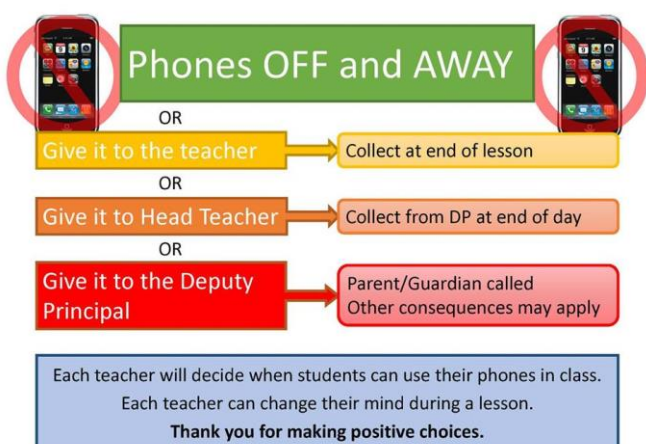 Phones OFF and AWAY
OR
Give it to the teacher
Collect at end of lesson
OR
Give it to Head Teacher
Collect from DP at end of day
OR
Give it to the Deputy
Principal
Parent/Guardian called
Other consequences may apply
Each teacher will decide when students can use their phones in class.
Each teacher can change their mind during a lesson.
Thank you for making positive choices.